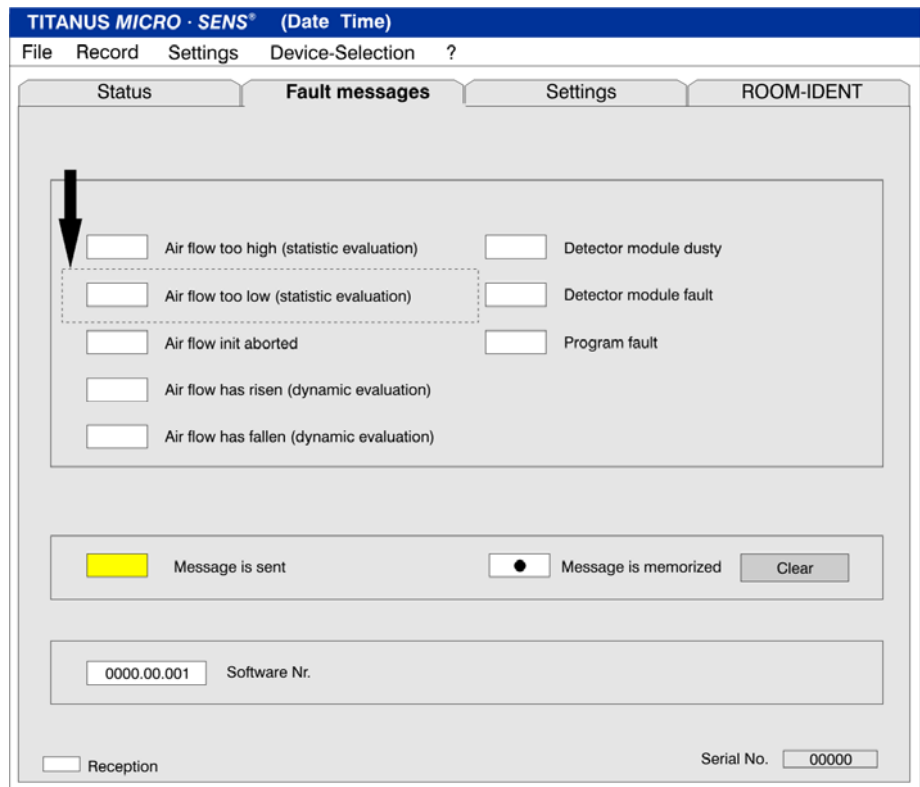 TITANUS MICRO · SENS® (Date Time)
File Record Settings Device-Selection ?
Status Fault messages Settings ROOM-IDENT
Air flow too high (statistic evaluation) Detector module dusty
Air flow too low (statistic evaluation) Detector module fault
Air flow init aborted Program fault
Air flow has risen (dynamic evaluation)
Air flow has fallen (dynamic evaluation)
Message is sent Message is memorized Clear
0000.00.001 Software Nr.
Reception Serial No. 00000